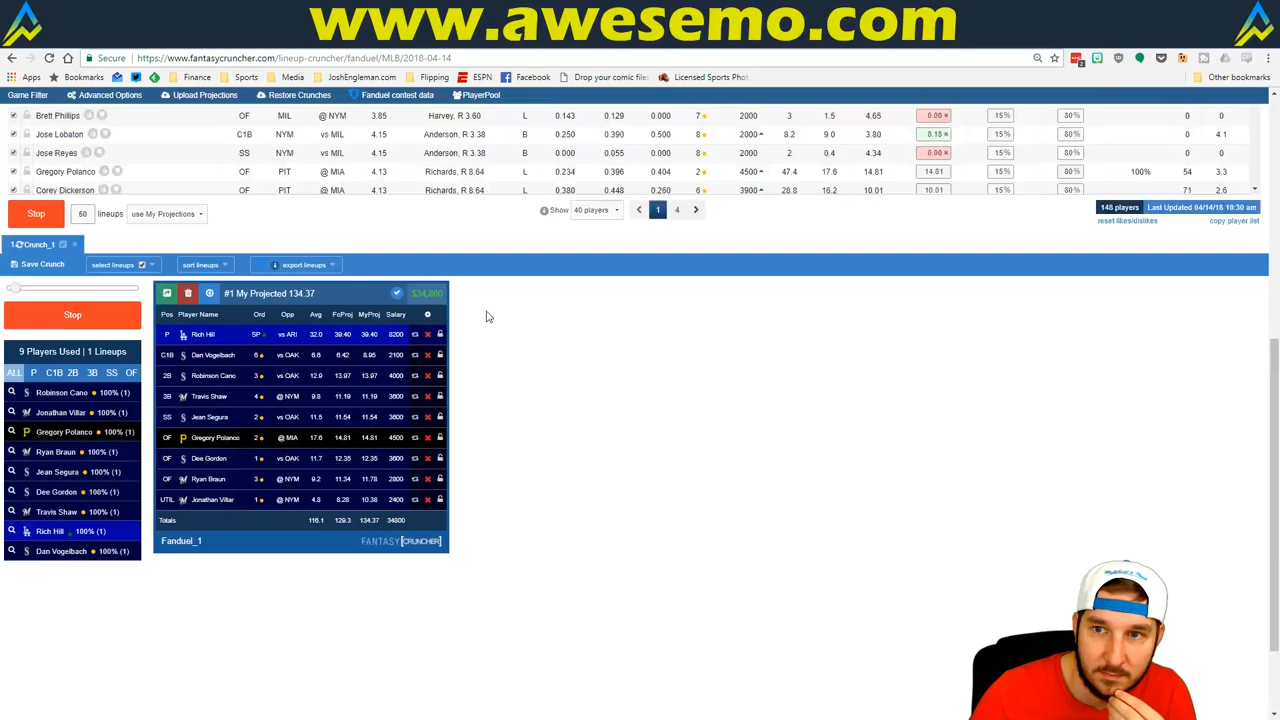 www.awesemo.com
Secure | https://www.fantasycruncher.com/lineup-cruncher/fanduel/MLB/2018-04-14
Apps Bookmarks Finance Sports Media JoshEngleman.com Flipping ESPN Facebook Drop your comic files Licensed Sports Pho Other bookmarks
Game Filter Advanced Options Upload Projections Restore Crunches Fanduel contest data PlayerPool
Brett Phillips OF MIL @ NYM 3.85 Harvey, R 3.60 L 0.143 0.129 0.000 7 2000 3 1.5 4.65 0.00 × 15% 80% 0 0
Jose Lobaton C1B NYM vs MIL 4.15 Anderson, R 3.38 B 0.250 0.390 0.500 8 2000 8.2 9.0 3.80 8.18 × 15% 80% 0 4.1
Jose Reyes SS NYM vs MIL 4.15 Anderson, R 3.38 B 0.000 0.055 0.000 8 2000 2 0.4 4.34 0.00 × 15% 80% 0 0
Gregory Polanco OF PIT @ MIA 4.13 Richards, R 8.64 L 0.234 0.396 0.404 2 4500 47.4 17.6 14.81 14.81 15% 80% 100% 54 3.3
Corey Dickerson OF PIT @ MIA 4.13 Richards, R 8.64 L 0.380 0.448 0.260 6 3900 28.8 16.2 10.01 10.01 15% 80% 71 2.6
Stop 50 lineups use My Projections Show 40 players 1 4 148 players Last Updated 04/14/18 10:30 am
reset likes/dislikes copy player list
1 Crunch_1 ×
Save Crunch select lineups sort lineups export lineups
#1 My Projected 134.37 $34,800
Stop
Pos Player Name Ord Opp Avg FcProj MyProj Salary
P Rich Hill SP vs ARI 32.0 39.40 39.40 8200
C1B Dan Vogelbach 6 vs OAK 6.6 6.42 8.95 2100
2B Robinson Cano 3 vs OAK 12.9 13.97 13.97 4000
3B Travis Shaw 4 @ NYM 9.8 11.19 11.19 3600
SS Jean Segura 2 vs OAK 11.5 11.54 11.54 3600
OF Gregory Polanco 2 @ MIA 17.6 14.81 14.81 4500
OF Dee Gordon 1 vs OAK 11.7 12.35 12.35 3600
OF Ryan Braun 3 @ NYM 9.2 11.34 11.78 2800
UTIL Jonathan Villar 1 @ NYM 4.8 8.28 10.38 2400
Totals 116.1 129.3 134.37 34800
Fanduel_1 FANTASY[CRUNCHER]
9 Players Used | 1 Lineups
ALL P C1B 2B 3B SS OF
Robinson Cano 100% (1)
Jonathan Villar 100% (1)
Gregory Polanco 100% (1)
Ryan Braun 100% (1)
Jean Segura 100% (1)
Dee Gordon 100% (1)
Travis Shaw 100% (1)
Rich Hill 100% (1)
Dan Vogelbach 100% (1)